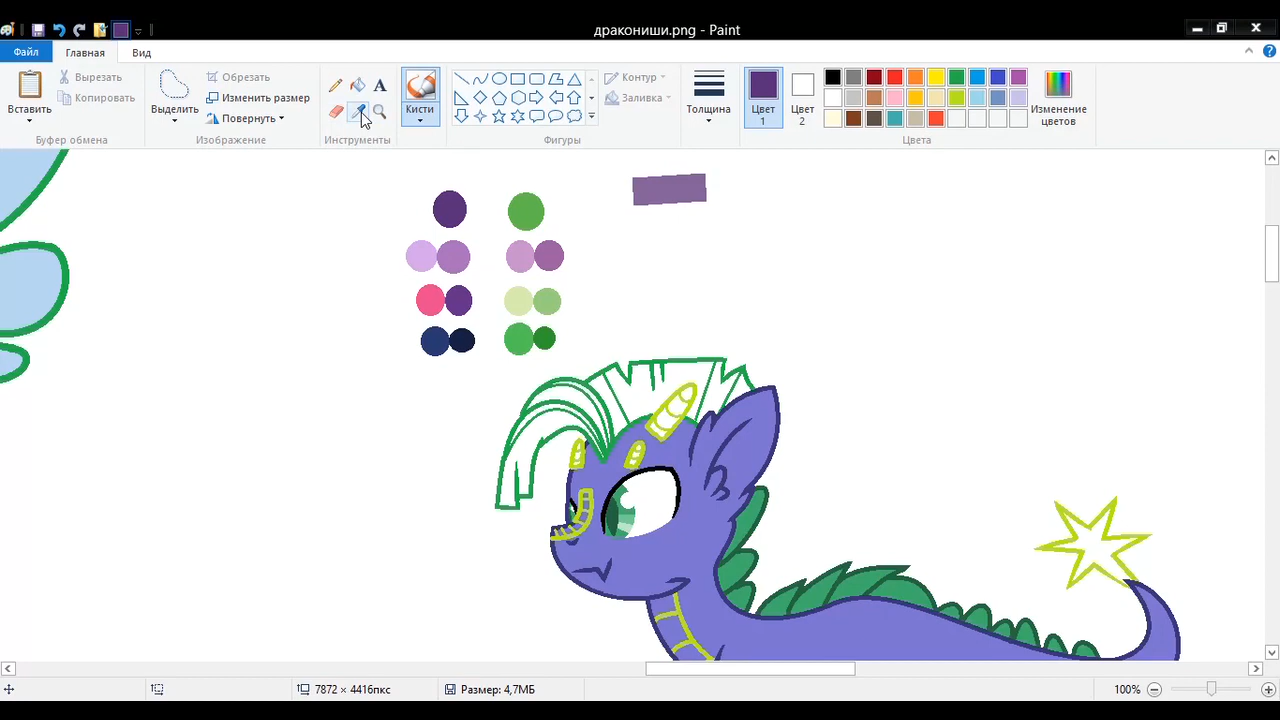 дракониши.png - Paint
Файл
Главная
Вид
Вставить
Вырезать
Копировать
Буфер обмена
Выделить
Обрезать
Изменить размер
Повернуть
Изображение
A
Инструменты
Кисти
Контур
Заливка
Фигуры
Толщина
Цвет
1
Цвет
2
Изменение
цветов
Цвета
7872 × 4416пкс
Размер: 4,7МБ
100%